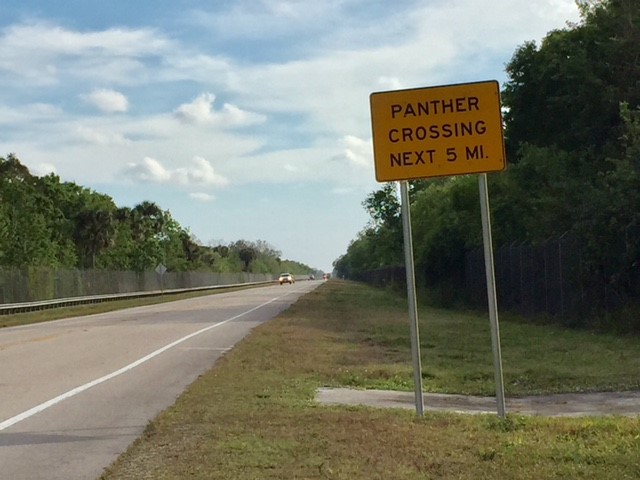 PANTHER
CROSSING
NEXT 5 MI.